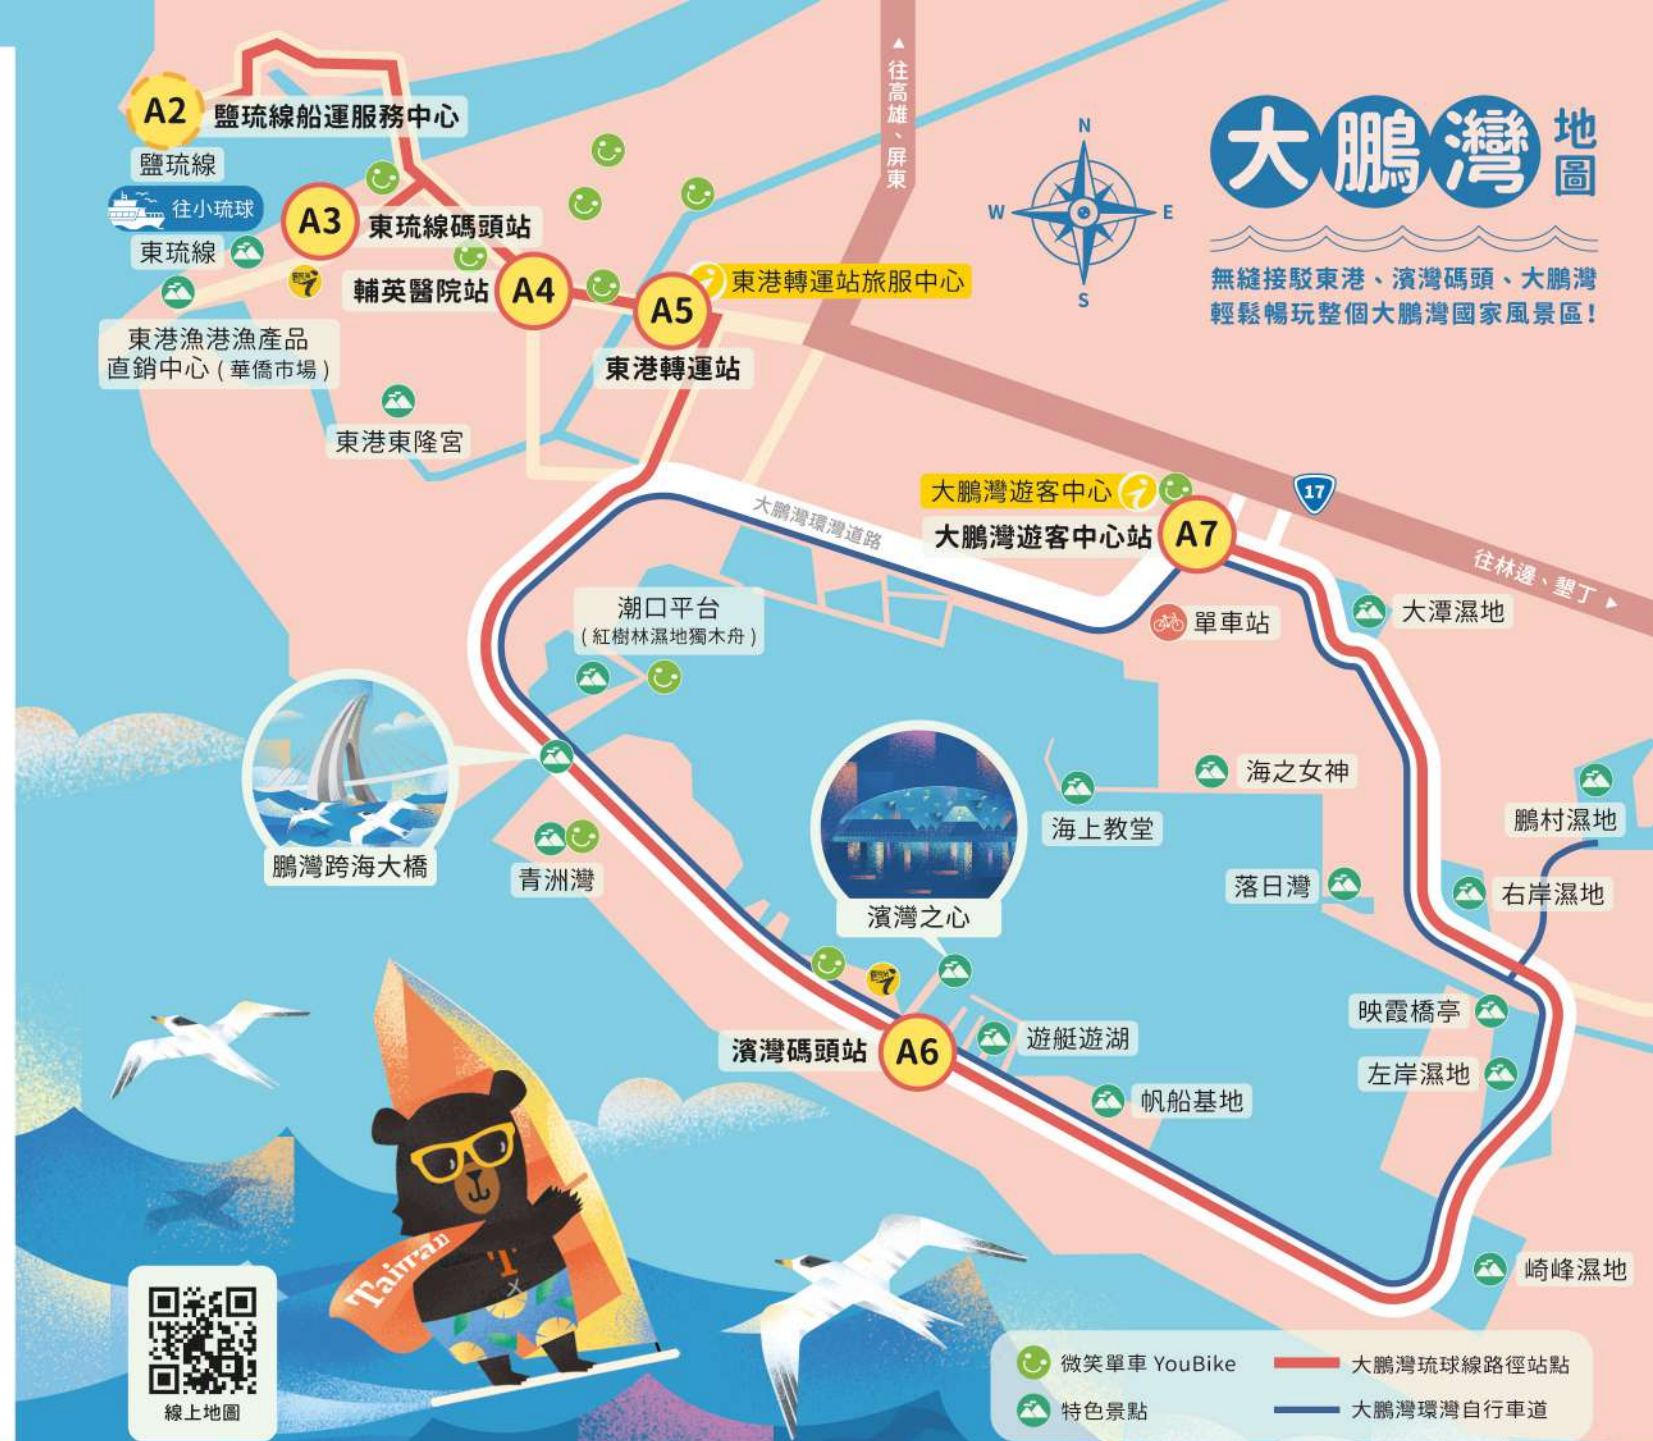 大鵬灣
地圖
無縫接駁東港、濱灣碼頭、大鵬灣
輕鬆暢玩整個大鵬灣國家風景區!
N
W
E
S
▲往高雄、屏東
A2
鹽琉線船運服務中心
鹽琉線
往小琉球
東琉線
A3
東琉線碼頭站
輔英醫院站
A4
A5
東港轉運站旅服中心
東港轉運站
東港漁港漁產品
直銷中心(華僑市場)
東港東隆宮
大鵬灣遊客中心
大鵬灣遊客中心站
A7
17
往林邊、墾丁▶
大鵬灣環灣道路
潮口平台
(紅樹林濕地獨木舟)
單車站
大潭濕地
鵬灣跨海大橋
青洲灣
濱灣之心
海上教堂
海之女神
鵬村濕地
落日灣
右岸濕地
映霞橋亭
左岸濕地
濱灣碼頭站
A6
遊艇遊湖
帆船基地
崎峰濕地
Taiwan
T
線上地圖
微笑單車 YouBike
大鵬灣琉球線路徑站點
特色景點
大鵬灣環灣自行車道